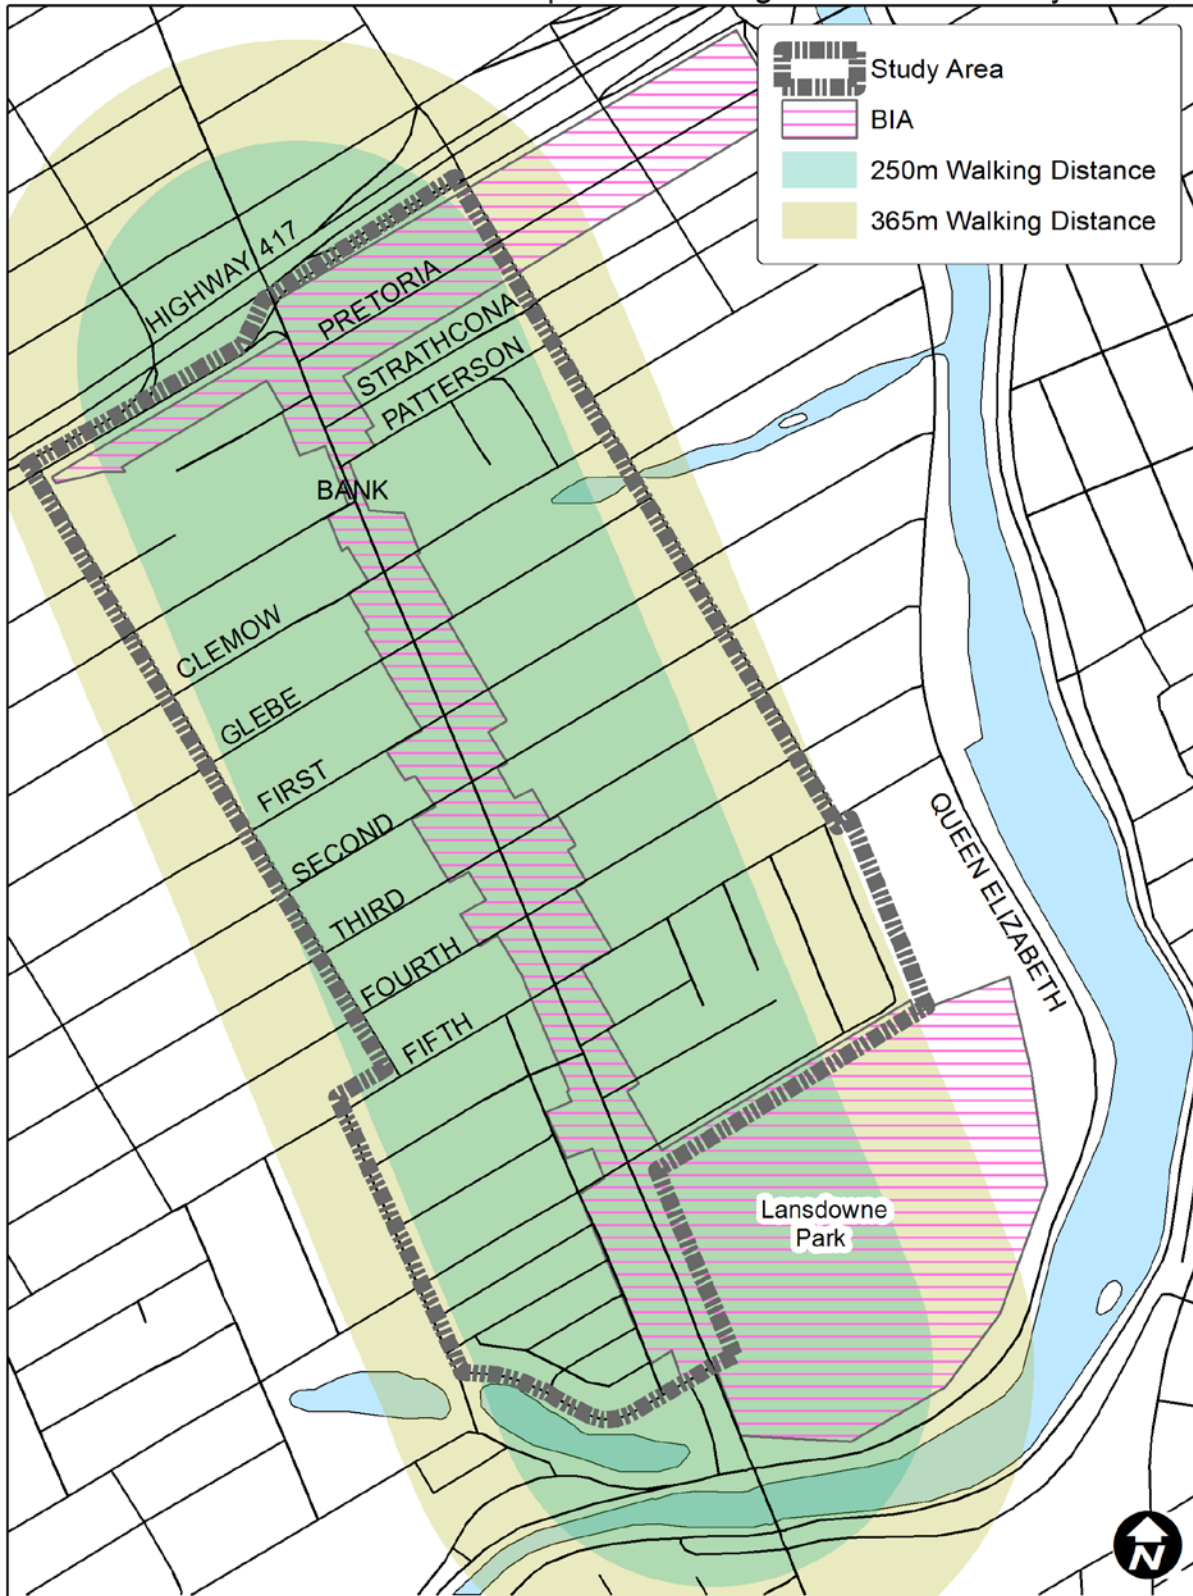 Study Area
BIA
250m Walking Distance
365m Walking Distance
HIGHWAY 417
PRETORIA
STRATHCONA
PATTERSON
BANK
CLEMOW
GLEBE
FIRST
SECOND
THIRD
FOURTH
FIFTH
QUEEN ELIZABETH
Lansdowne
Park
N